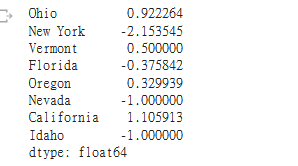 Ohio          0.922264
New York     -2.153545
Vermont       0.500000
Florida      -0.375842
Oregon        0.329939
Nevada       -1.000000
California    1.105913
Idaho        -1.000000
dtype: float64